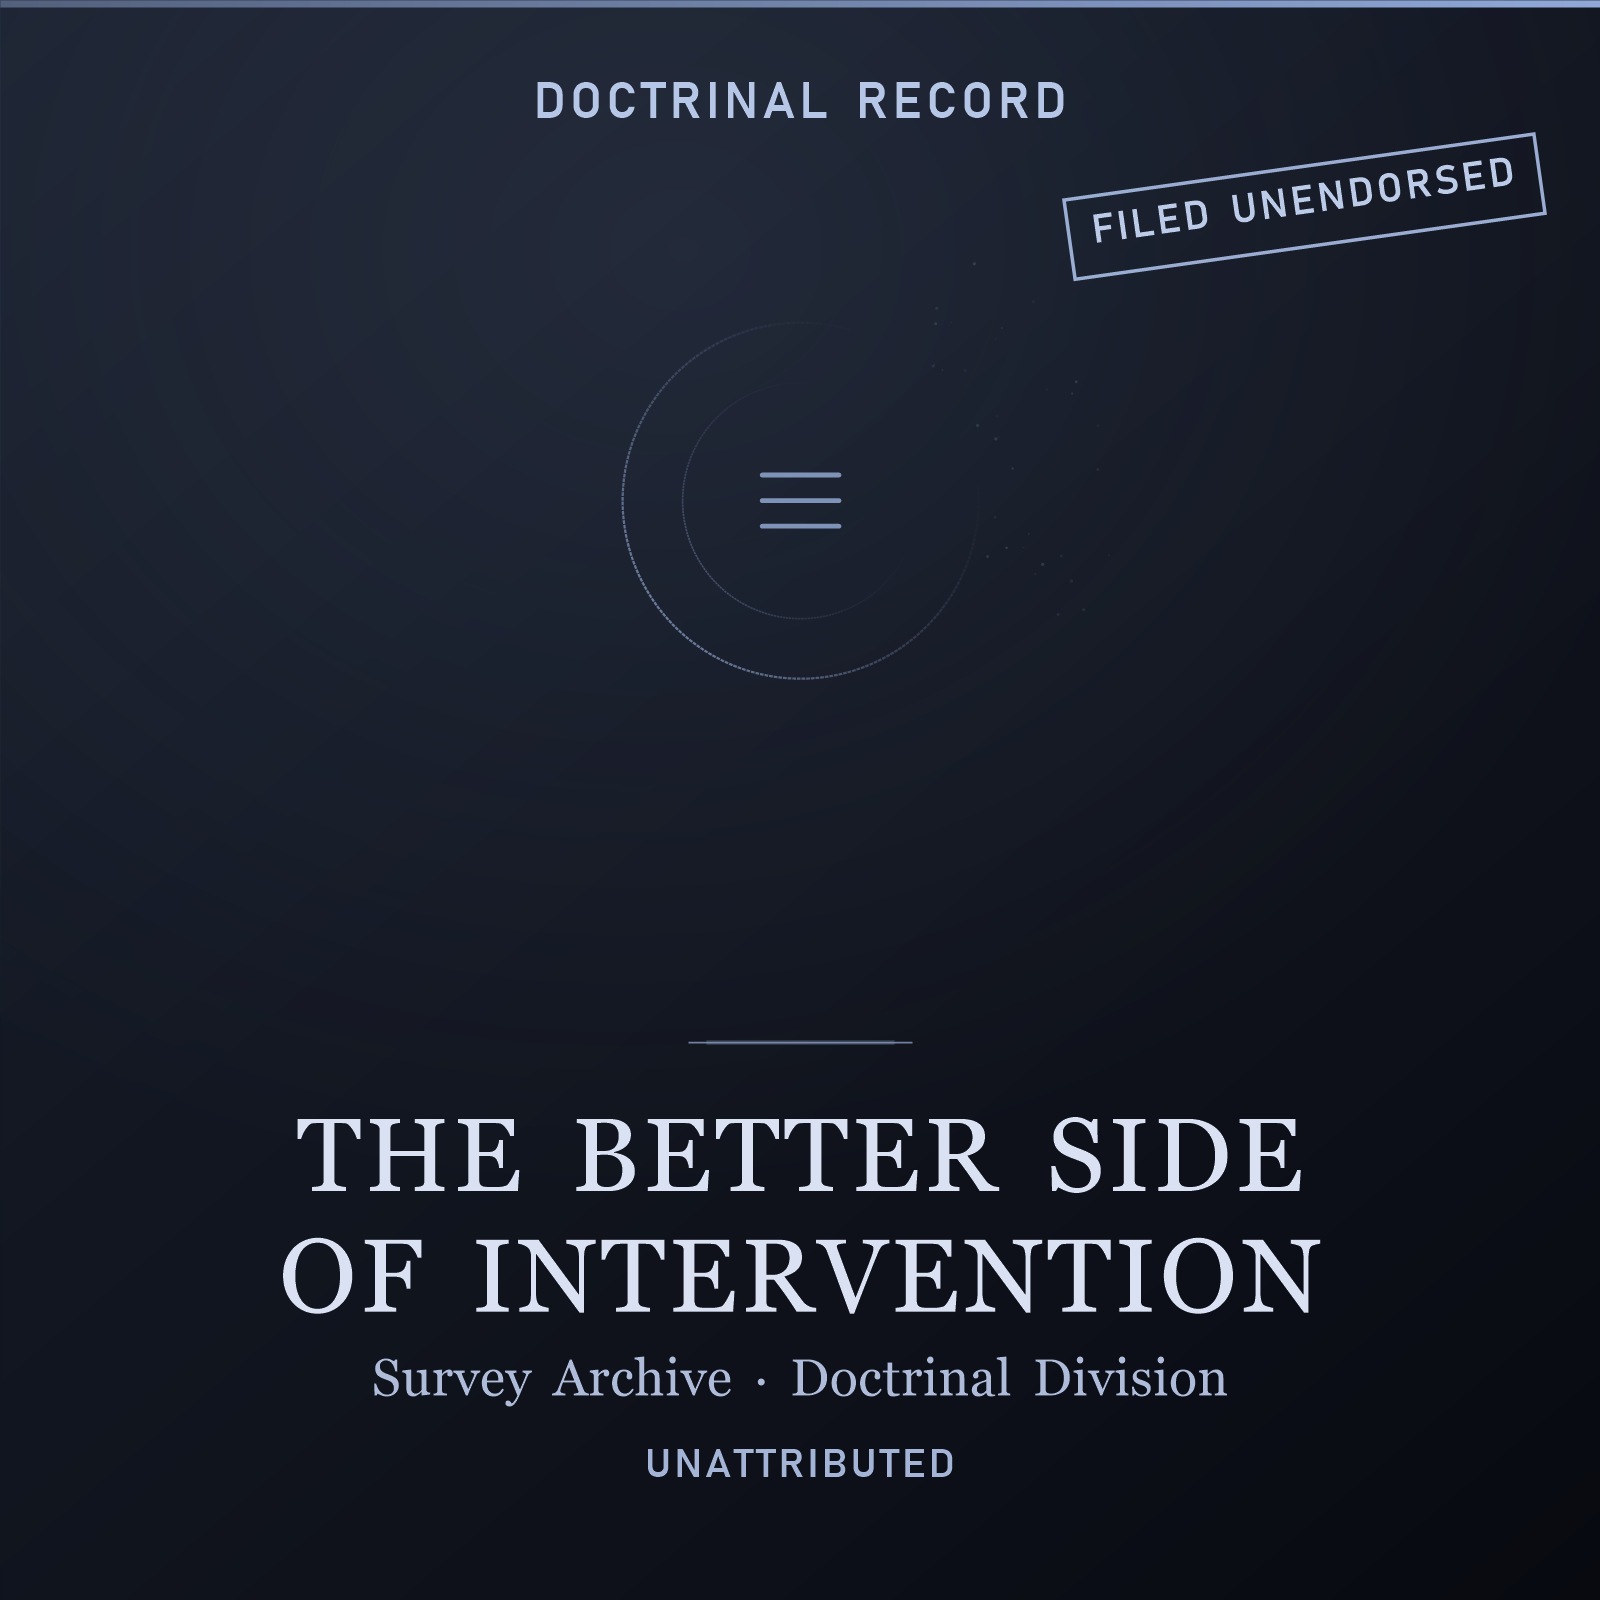 DOCTRINAL RECORD
FILED UNENDORSED
THE BETTER SIDE
OF INTERVENTION
Survey Archive · Doctrinal Division
UNATTRIBUTED